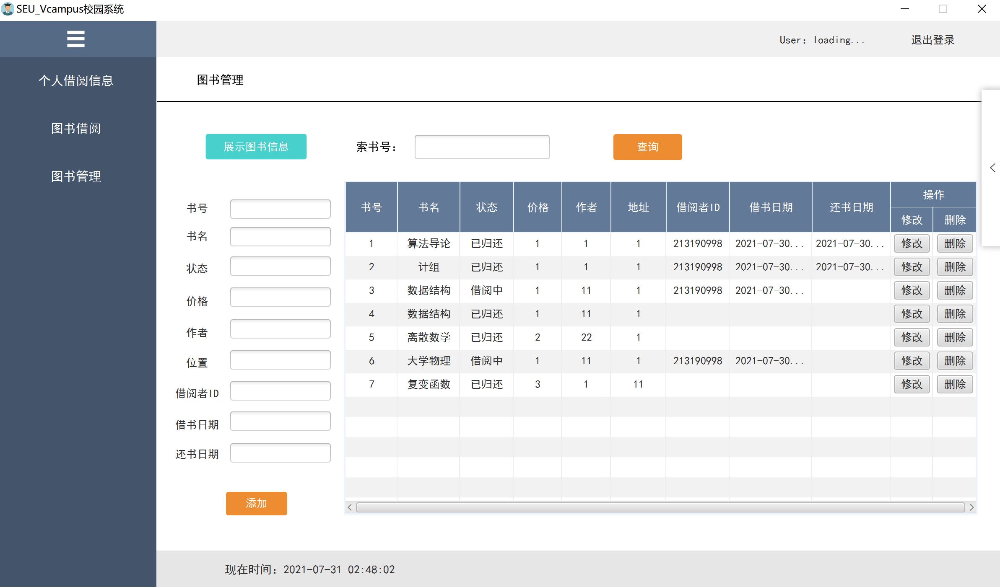 SEU_Vcampus校园系统
User：loading... 退出登录
个人借阅信息
图书借阅
图书管理
图书管理
展示图书信息 索书号： 查询
书号
书名
状态
价格
作者
位置
借阅者ID
借书日期
还书日期
添加
书号 书名 状态 价格 作者 地址 借阅者ID 借书日期 还书日期 操作
修改 删除
1 算法导论 已归还 1 1 1 213190998 2021-07-30... 2021-07-30... 修改 删除
2 计组 已归还 1 1 1 213190998 2021-07-30... 2021-07-30... 修改 删除
3 数据结构 借阅中 1 11 1 213190998 2021-07-30... 修改 删除
4 数据结构 已归还 1 11 1 修改 删除
5 离散数学 已归还 2 22 1 修改 删除
6 大学物理 借阅中 1 11 1 213190998 2021-07-30... 修改 删除
7 复变函数 已归还 3 1 11 修改 删除
现在时间：2021-07-31 02:48:02